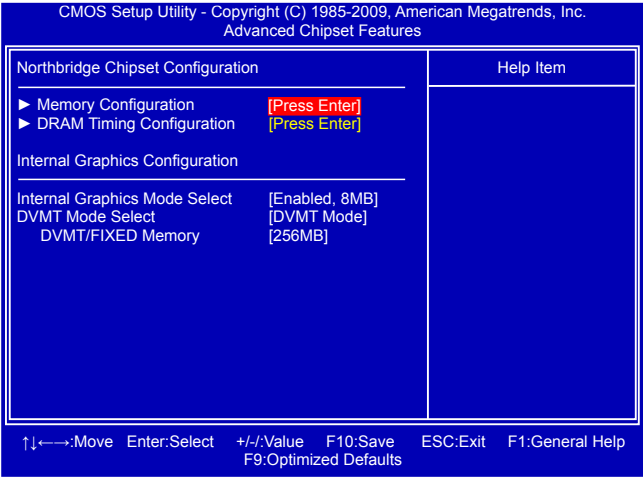 CMOS Setup Utility - Copyright (C) 1985-2009, American Megatrends, Inc.
Advanced Chipset Features
Northbridge Chipset Configuration
Help Item
► Memory Configuration [Press Enter]
► DRAM Timing Configuration [Press Enter]
Internal Graphics Configuration
Internal Graphics Mode Select [Enabled, 8MB]
DVMT Mode Select [DVMT Mode]
DVMT/FIXED Memory [256MB]
↑↓←→:Move Enter:Select +/-/:Value F10:Save ESC:Exit F1:General Help
F9:Optimized Defaults